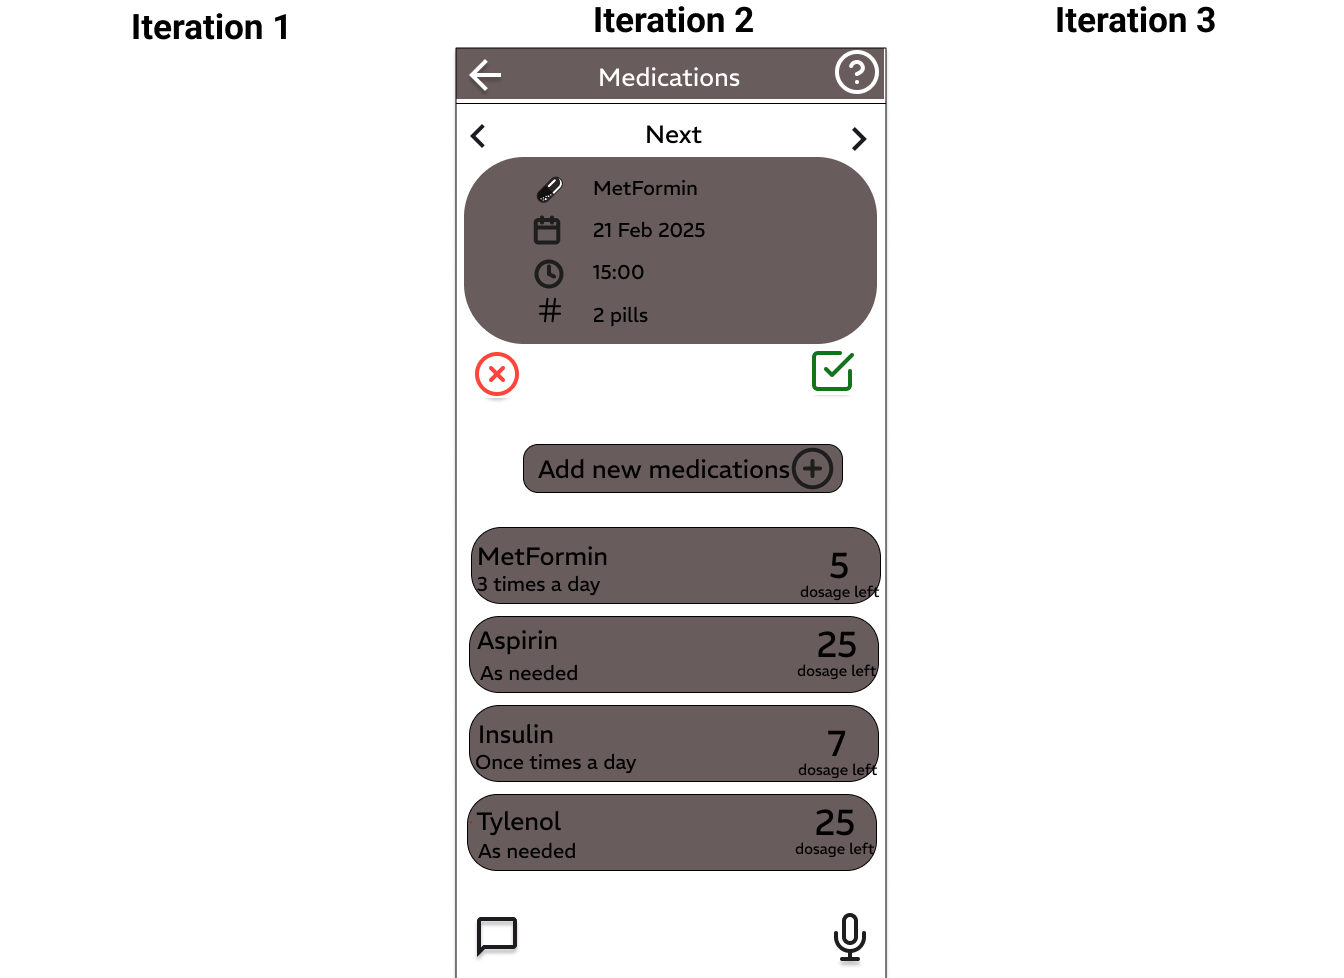 Iteration 1
Iteration 2
Iteration 3
Medications
Next
MetFormin
21 Feb 2025
15:00
# 2 pills
Add new medications
MetFormin
3 times a day
5
dosage left
Aspirin
As needed
25
dosage left
Insulin
Once times a day
7
dosage left
Tylenol
As needed
25
dosage left